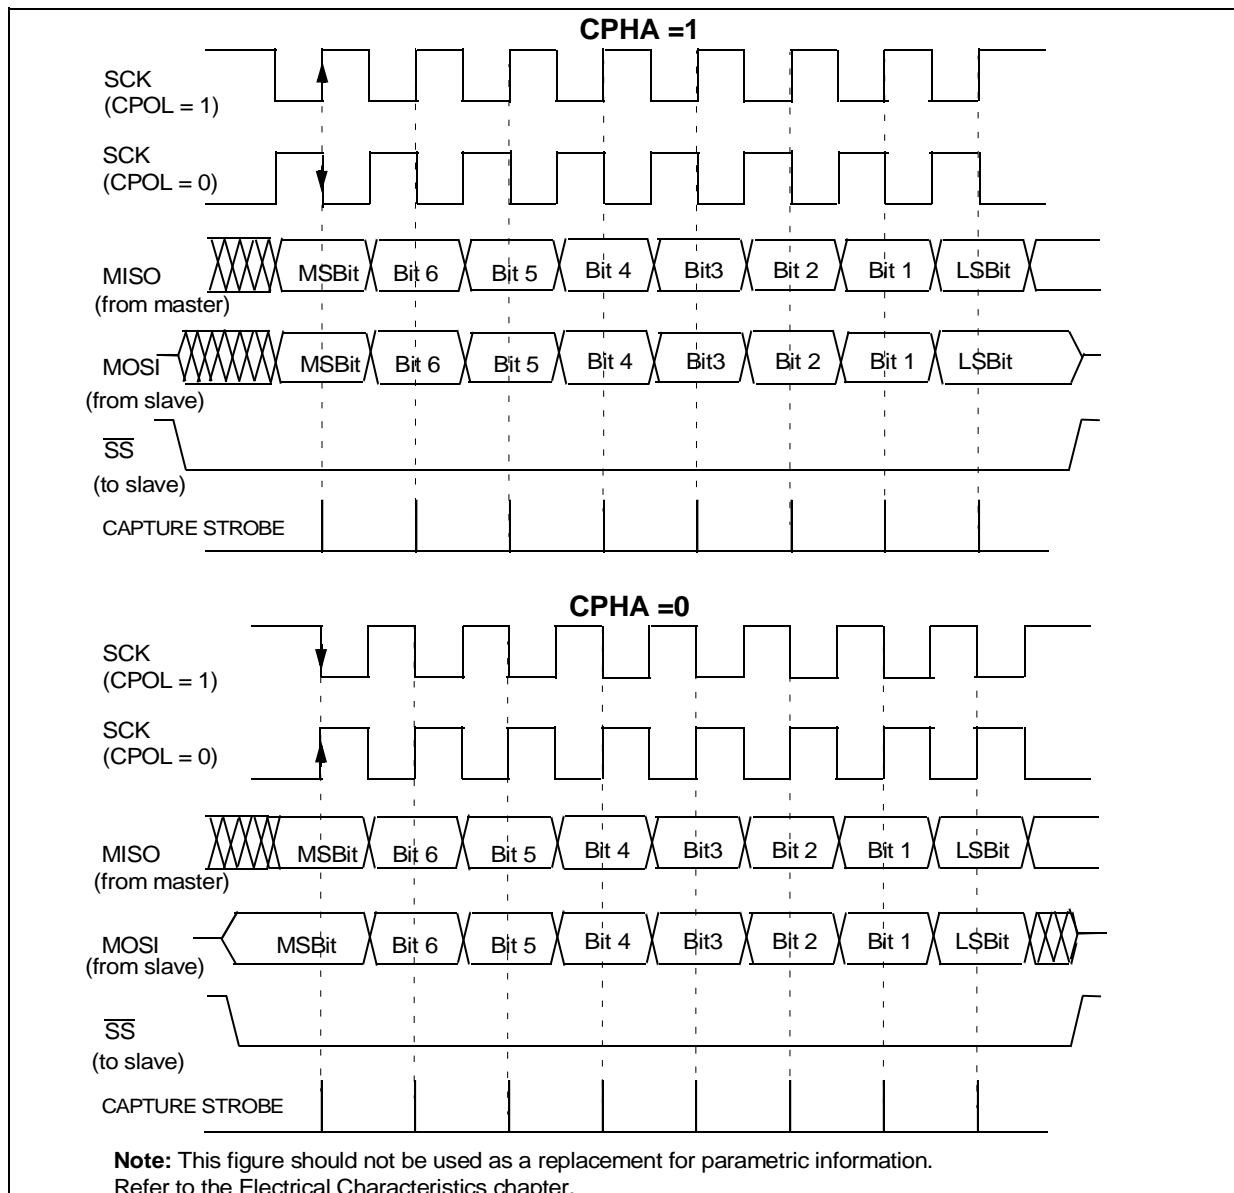 CPHA =1
SCK
(CPOL = 1)
SCK
(CPOL = 0)
MISO
(from master)
MSBit Bit 6 Bit 5 Bit 4 Bit3 Bit 2 Bit 1 LSBit
MOSI
(from slave)
MSBit Bit 6 Bit 5 Bit 4 Bit3 Bit 2 Bit 1 LSBit
SS
(to slave)
CAPTURE STROBE
CPHA =0
SCK
(CPOL = 1)
SCK
(CPOL = 0)
MISO
(from master)
MSBit Bit 6 Bit 5 Bit 4 Bit3 Bit 2 Bit 1 LSBit
MOSI
(from slave)
MSBit Bit 6 Bit 5 Bit 4 Bit3 Bit 2 Bit 1 LSBit
SS
(to slave)
CAPTURE STROBE
Note: This figure should not be used as a replacement for parametric information.
Refer to the Electrical Characteristics chapter.